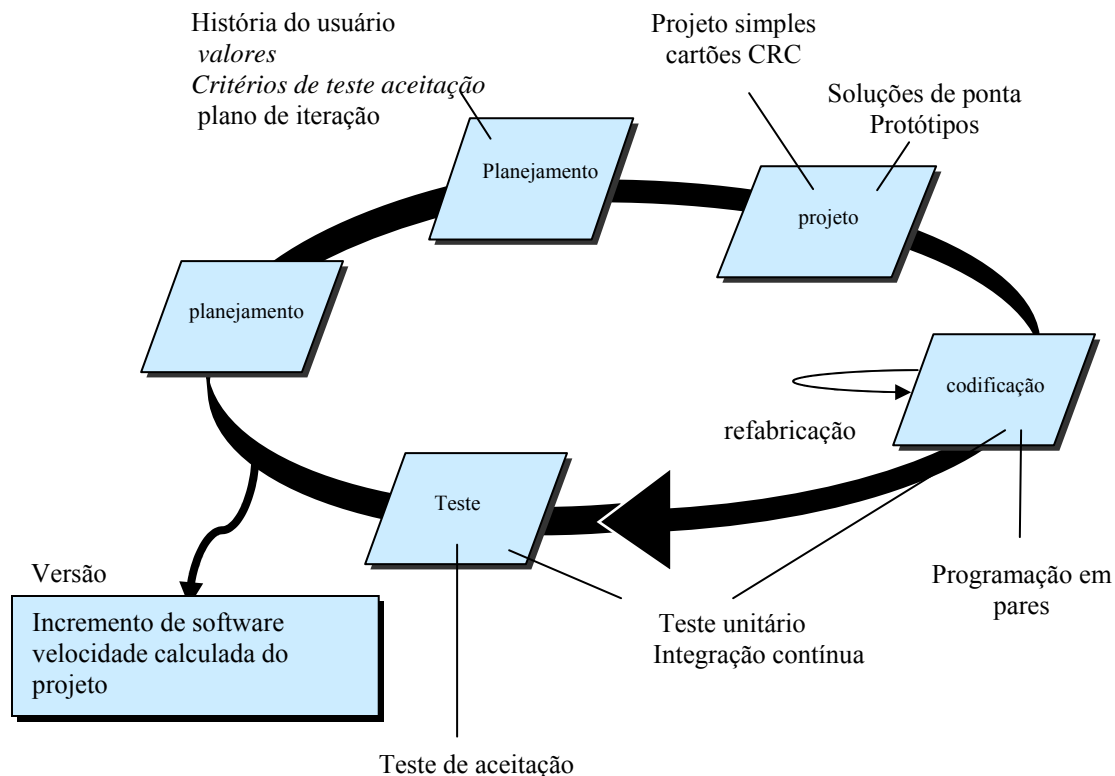 História do usuário
valores
Critérios de teste aceitação
plano de iteração
Projeto simples
cartões CRC
Soluções de ponta
Protótipos
Planejamento
projeto
planejamento
codificação
refabricação
Teste
Versão
Incremento de software
velocidade calculada do
projeto
Programação em
pares
Teste unitário
Integração contínua
Teste de aceitação